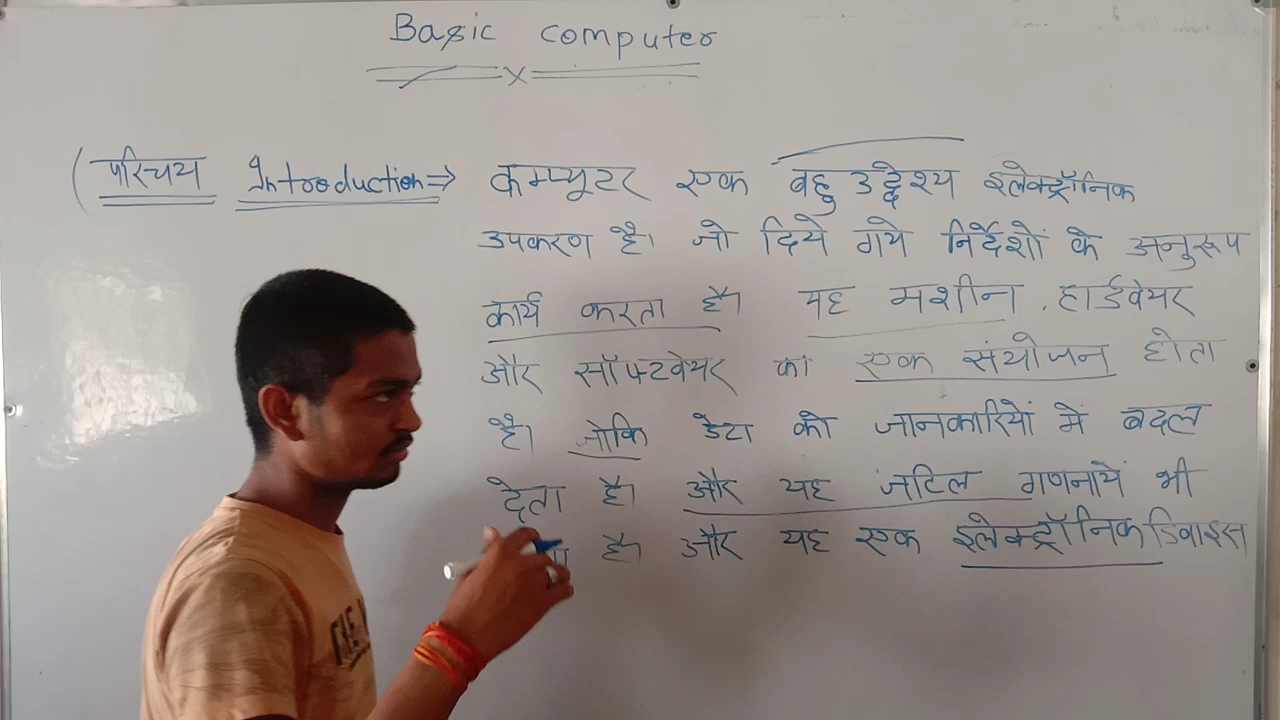 Basic computer
(परिचय Introduction ⇒ कम्प्यूटर एक बहु उद्देश्य इलेक्ट्रॉनिक
उपकरण है। जो दिये गये निर्देशों के अनुरूप
कार्य करता है। यह मशीन, हार्डवेयर
और सॉफ्टवेयर का एक संयोजन होता
है। जोकि डेटा को जानकारियों में बदल
देता है। और यह जटिल गणनायें भी
है। और यह एक इलेक्ट्रॉनिक डिवाइस
THE